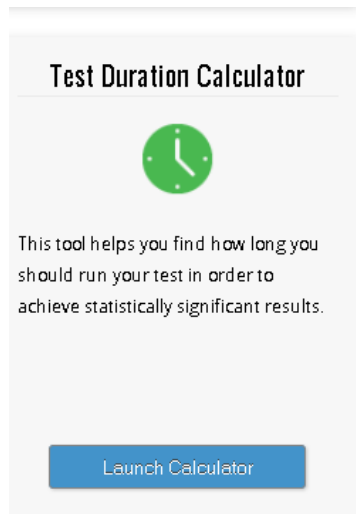 Test Duration Calculator
This tool helps you find how long you
should run your test in order to
achieve statistically significant results.
Launch Calculator